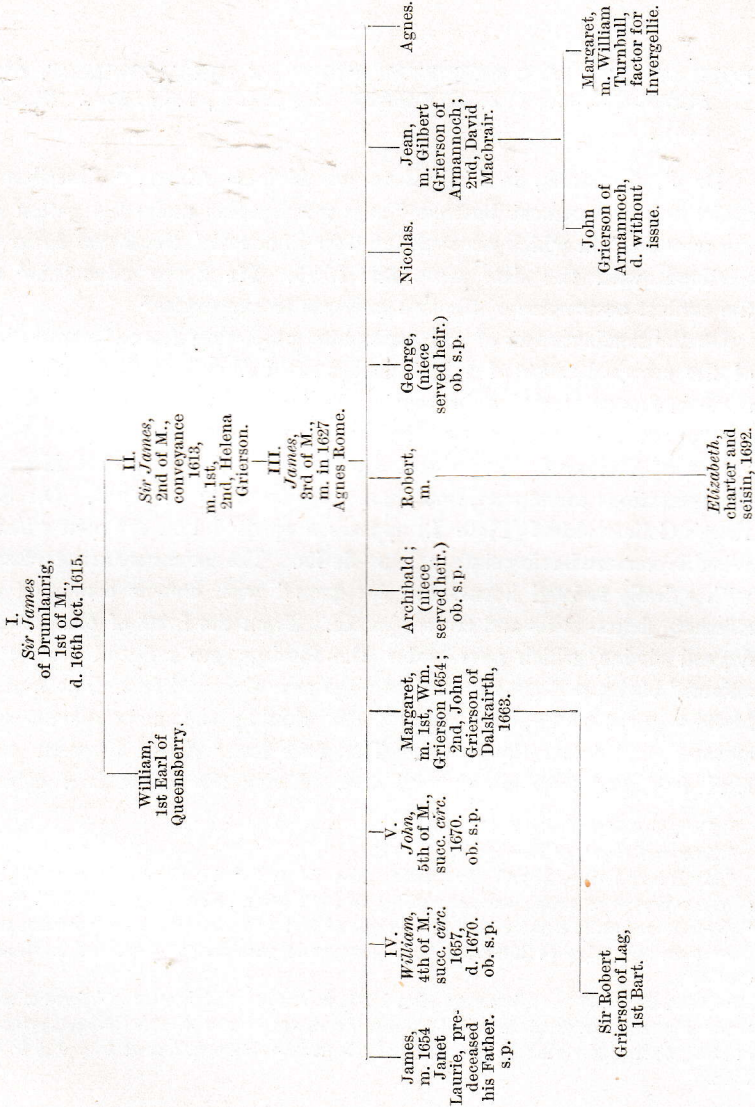 I.
Sir James
of Drumlanrig,
1st of M.,
d. 16th Oct. 1615.
William,
1st Earl of
Queensberry.
II.
Sir James,
2nd of M.,
conveyance
1613,
m. 1st,
2nd, Helena
Grierson.
III.
James,
3rd of M.,
m. in 1627
Agnes Rome.
James,
m. 1654
Janet
Laurie, pre-
deceased
his Father.
s.p.
IV.
William,
4th of M.,
succ. circ.
1657,
d. 1670.
ob. s.p.
V.
John,
5th of M.,
succ. circ.
1670.
ob. s.p.
Margaret,
m. 1st, Wm.
Grierson 1654;
2nd, John
Grierson of
Dalskairth,
1663.
Archibald;
(niece
served heir.)
ob. s.p.
Robert,
m.
George,
(niece
served heir.)
ob. s.p.
Nicolas.
Jean,
m. Gilbert
Grierson of
Armannoch;
2nd, David
Macbrair.
Agnes.
Sir Robert
Grierson of Lag,
1st Bart.
John
Grierson of
Armannoch,
d. without
issue.
Margaret,
m. William
Turnbull,
factor for
Invergellie.
Elizabeth,
charter and
seisin, 1692.